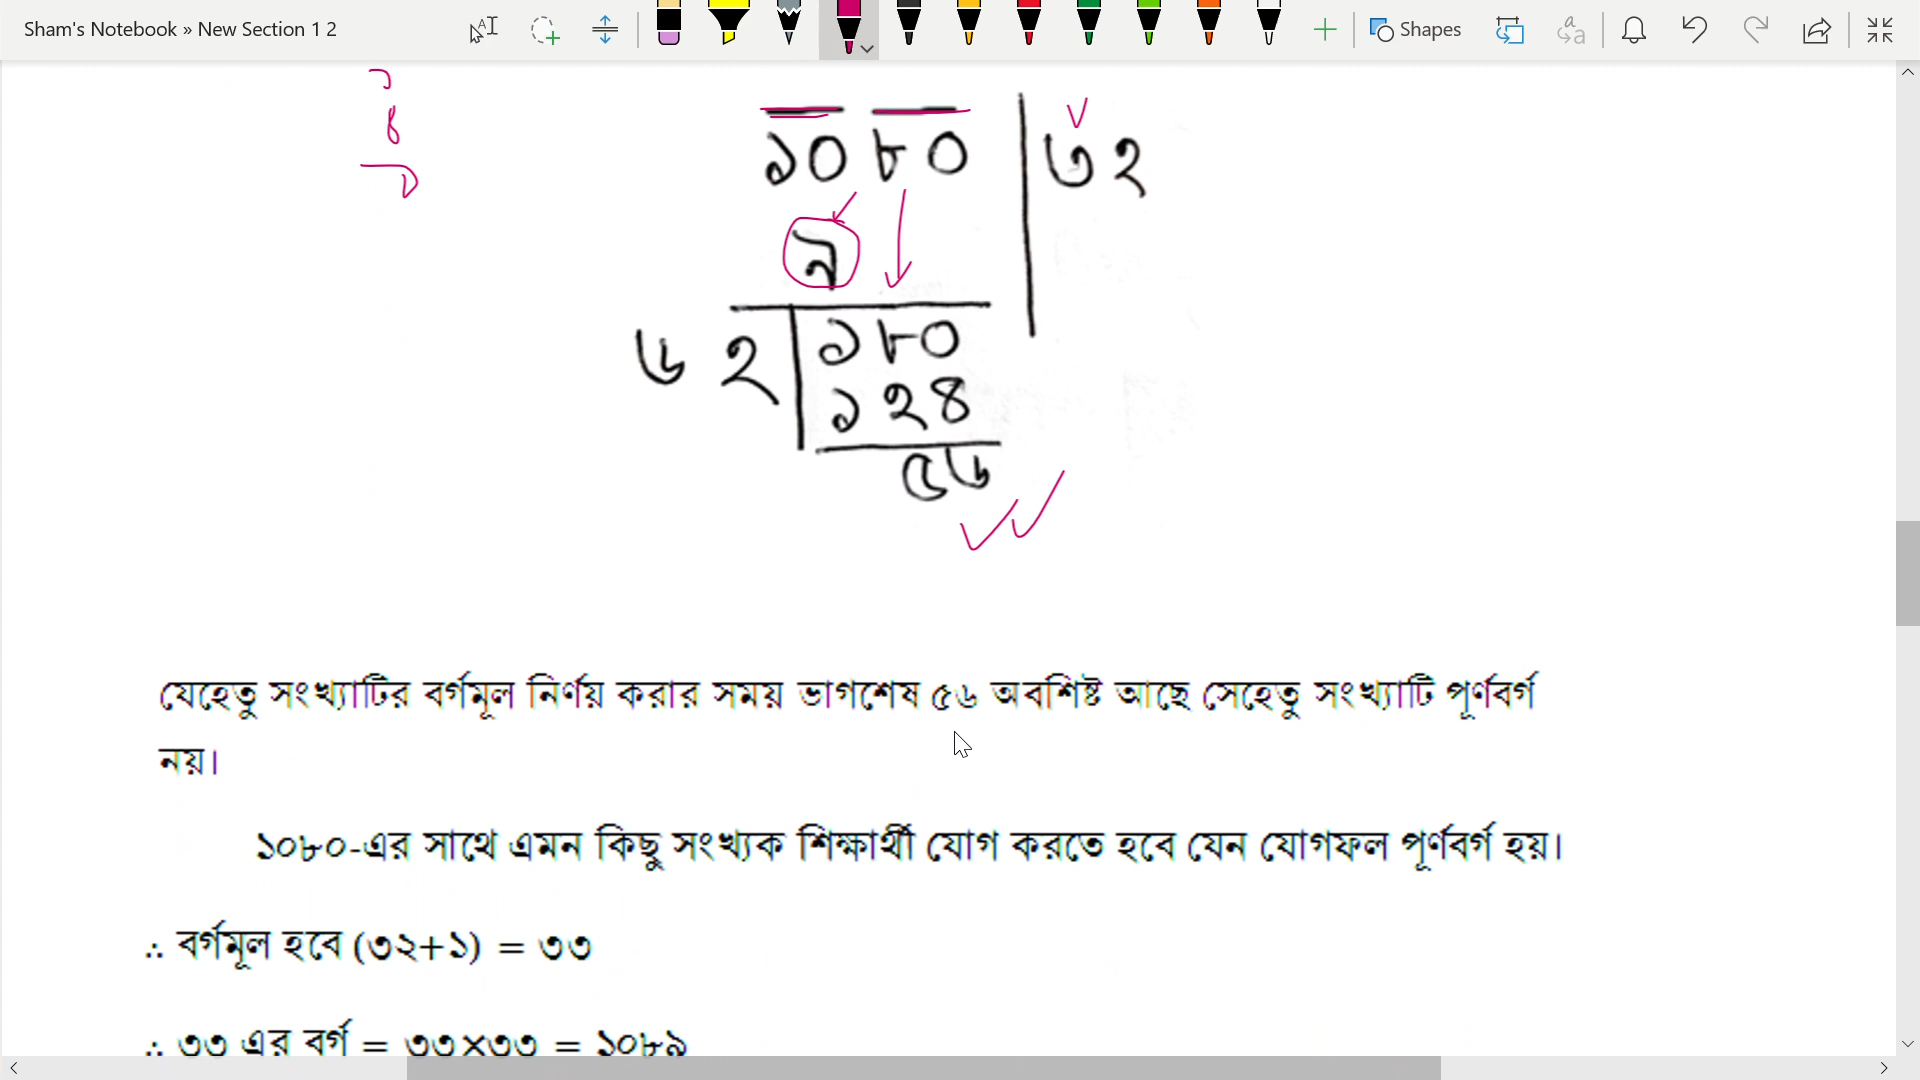 Sham's Notebook » New Section 1 2
Shapes
১০৮০ ৩২
৯
৬২ ১৮০
১২৪
৫৬
যেহেতু সংখ্যাটির বর্গমূল নির্ণয় করার সময় ভাগশেষ ৫৬ অবশিষ্ট আছে সেহেতু সংখ্যাটি পূর্ণবর্গ
নয়।
১০৮০-এর সাথে এমন কিছু সংখ্যক শিক্ষার্থী যোগ করতে হবে যেন যোগফল পূর্ণবর্গ হয়।
∴ বর্গমূল হবে (৩২+১) = ৩৩
∴ ৩৩ এর বর্গ = ৩৩×৩৩ = ১০৮৯